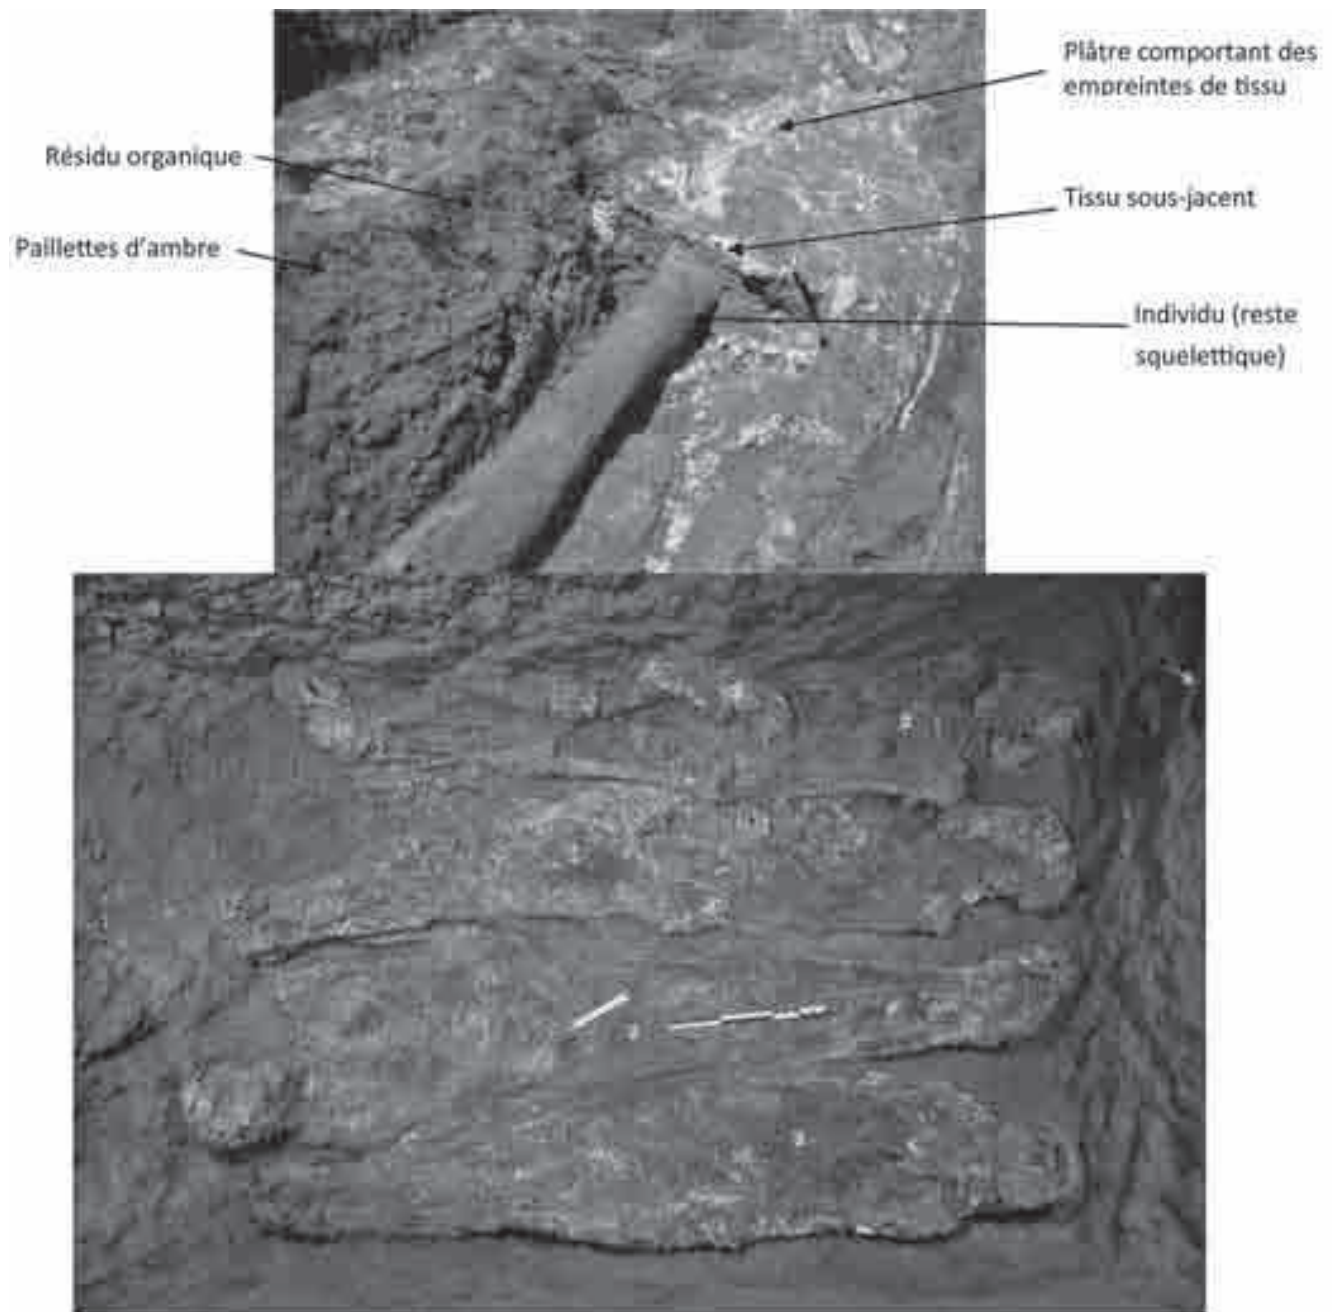 Plâtre comportant des
empreintes de tissu
Résidu organique
Tissu sous-jacent
Paillettes d'ambre
Individu (reste
squelettique)